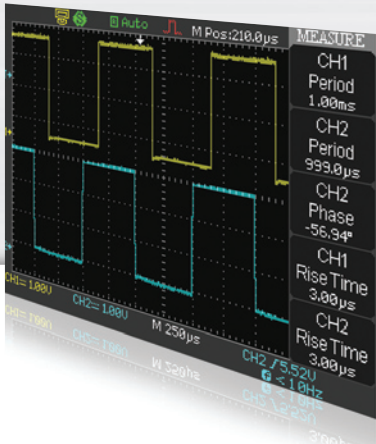 Auto
M Pos:210.0μs
MEASURE
CH1
Period
1.00ms
CH2
Period
999.0μs
CH2
Phase
-56.94°
CH1
Rise Time
3.00μs
CH2
Rise Time
3.00μs
CH1= 1.00V
CH2= 1.00V
M 250μs
CH2 / 5.52V
<10Hz